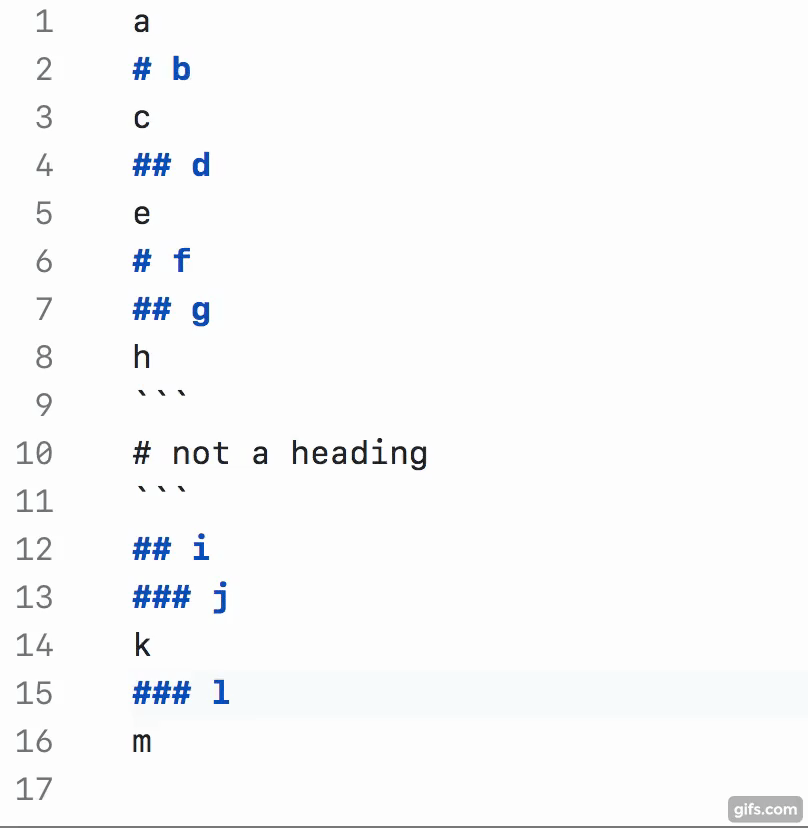 1 a
2 # b
3 c
4 ## d
5 e
6 # f
7 ## g
8 h
9 ```
10 # not a heading
11 ```
12 ## i
13 ### j
14 k
15 ### l
16 m
17
gifs.com